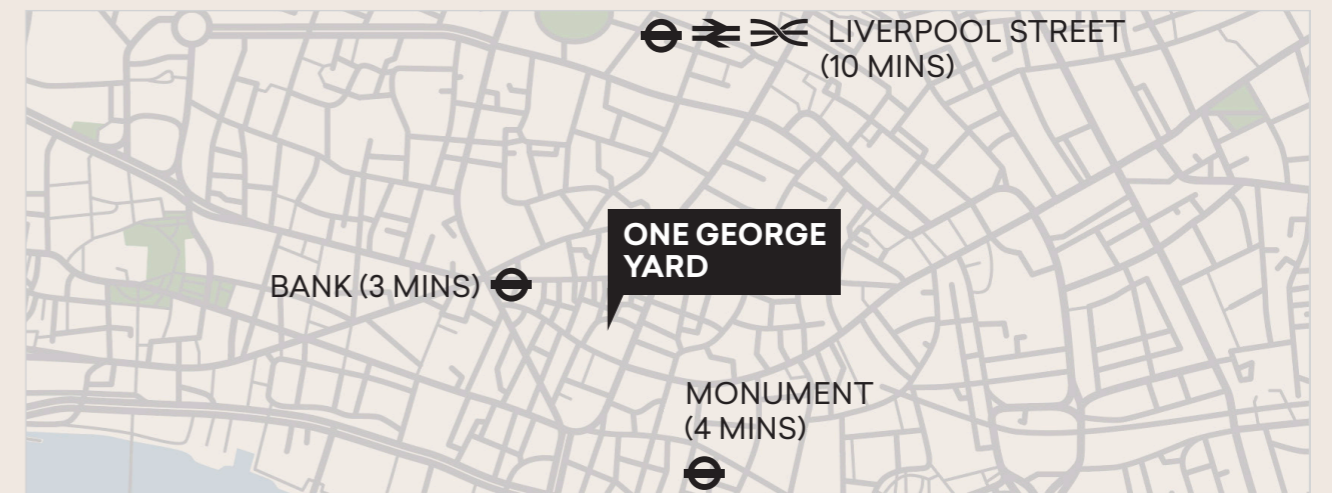 LIVERPOOL STREET
(10 MINS)
ONE GEORGE
YARD
BANK (3 MINS)
MONUMENT
(4 MINS)